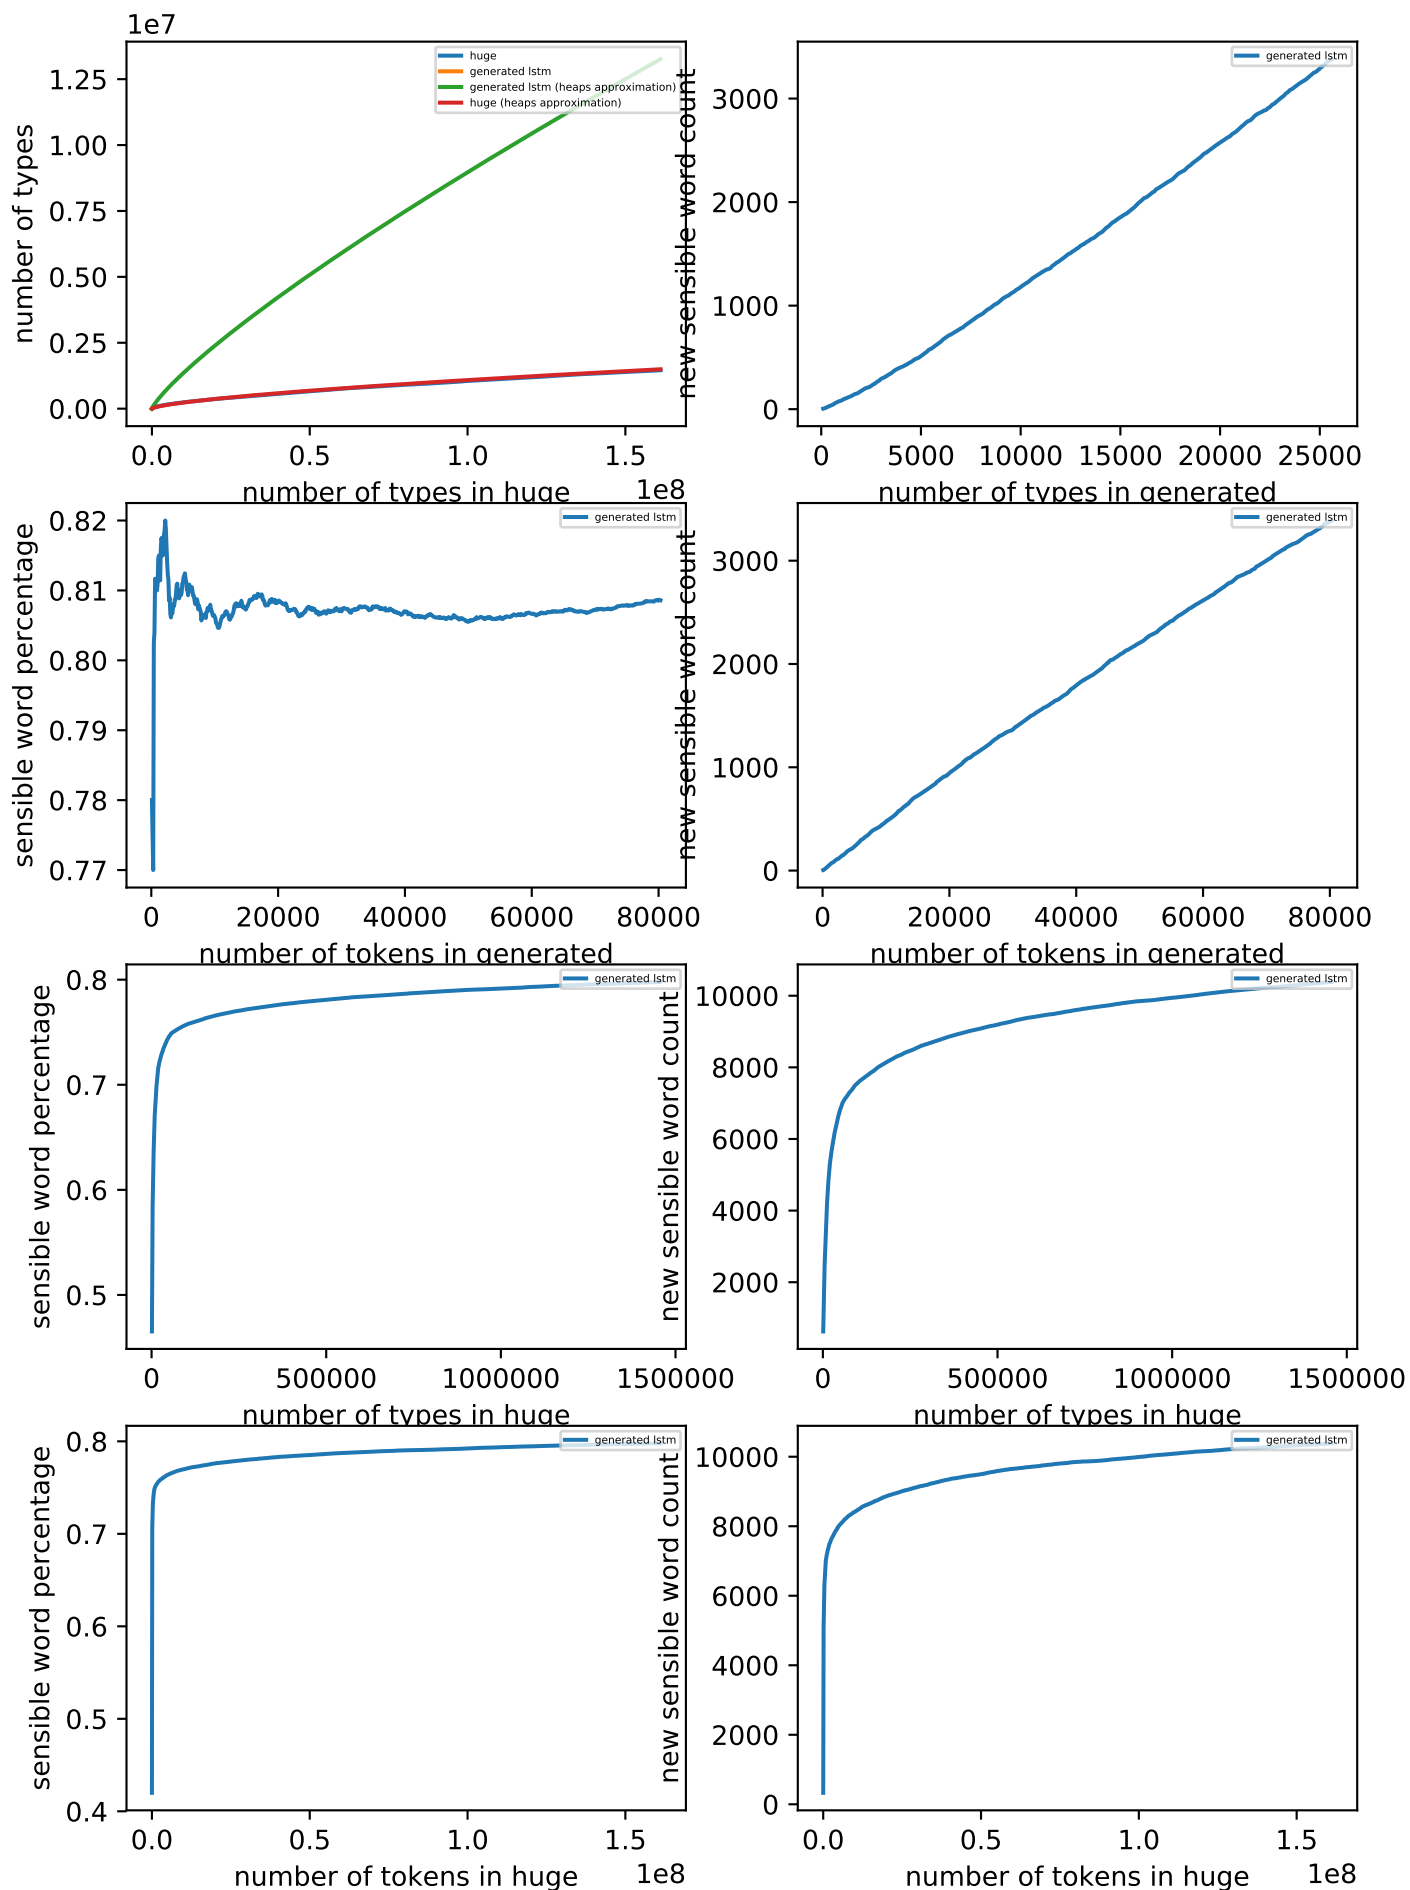 1e7
number of types
1.25
1.00
0.75
0.50
0.25
0.00
huge
generated lstm
generated lstm (heaps approximation)
huge (heaps approximation)
0.0 0.5 1.0 1.5
number of types in huge 1e8
new sensible word count
3000
2000
1000
0
generated lstm
0 5000 10000 15000 20000 25000
number of types in generated
sensible word percentage
0.82
0.81
0.80
0.79
0.78
0.77
generated lstm
0 20000 40000 60000 80000
number of tokens in generated
new sensible word count
3000
2000
1000
0
generated lstm
0 20000 40000 60000 80000
number of tokens in generated
sensible word percentage
0.8
0.7
0.6
0.5
generated lstm
0 500000 1000000 1500000
number of types in huge
new sensible word count
10000
8000
6000
4000
2000
generated lstm
0 500000 1000000 1500000
number of types in huge
sensible word percentage
0.8
0.7
0.6
0.5
0.4
generated lstm
0.0 0.5 1.0 1.5
number of tokens in huge 1e8
new sensible word count
10000
8000
6000
4000
2000
0
generated lstm
0.0 0.5 1.0 1.5
number of tokens in huge 1e8